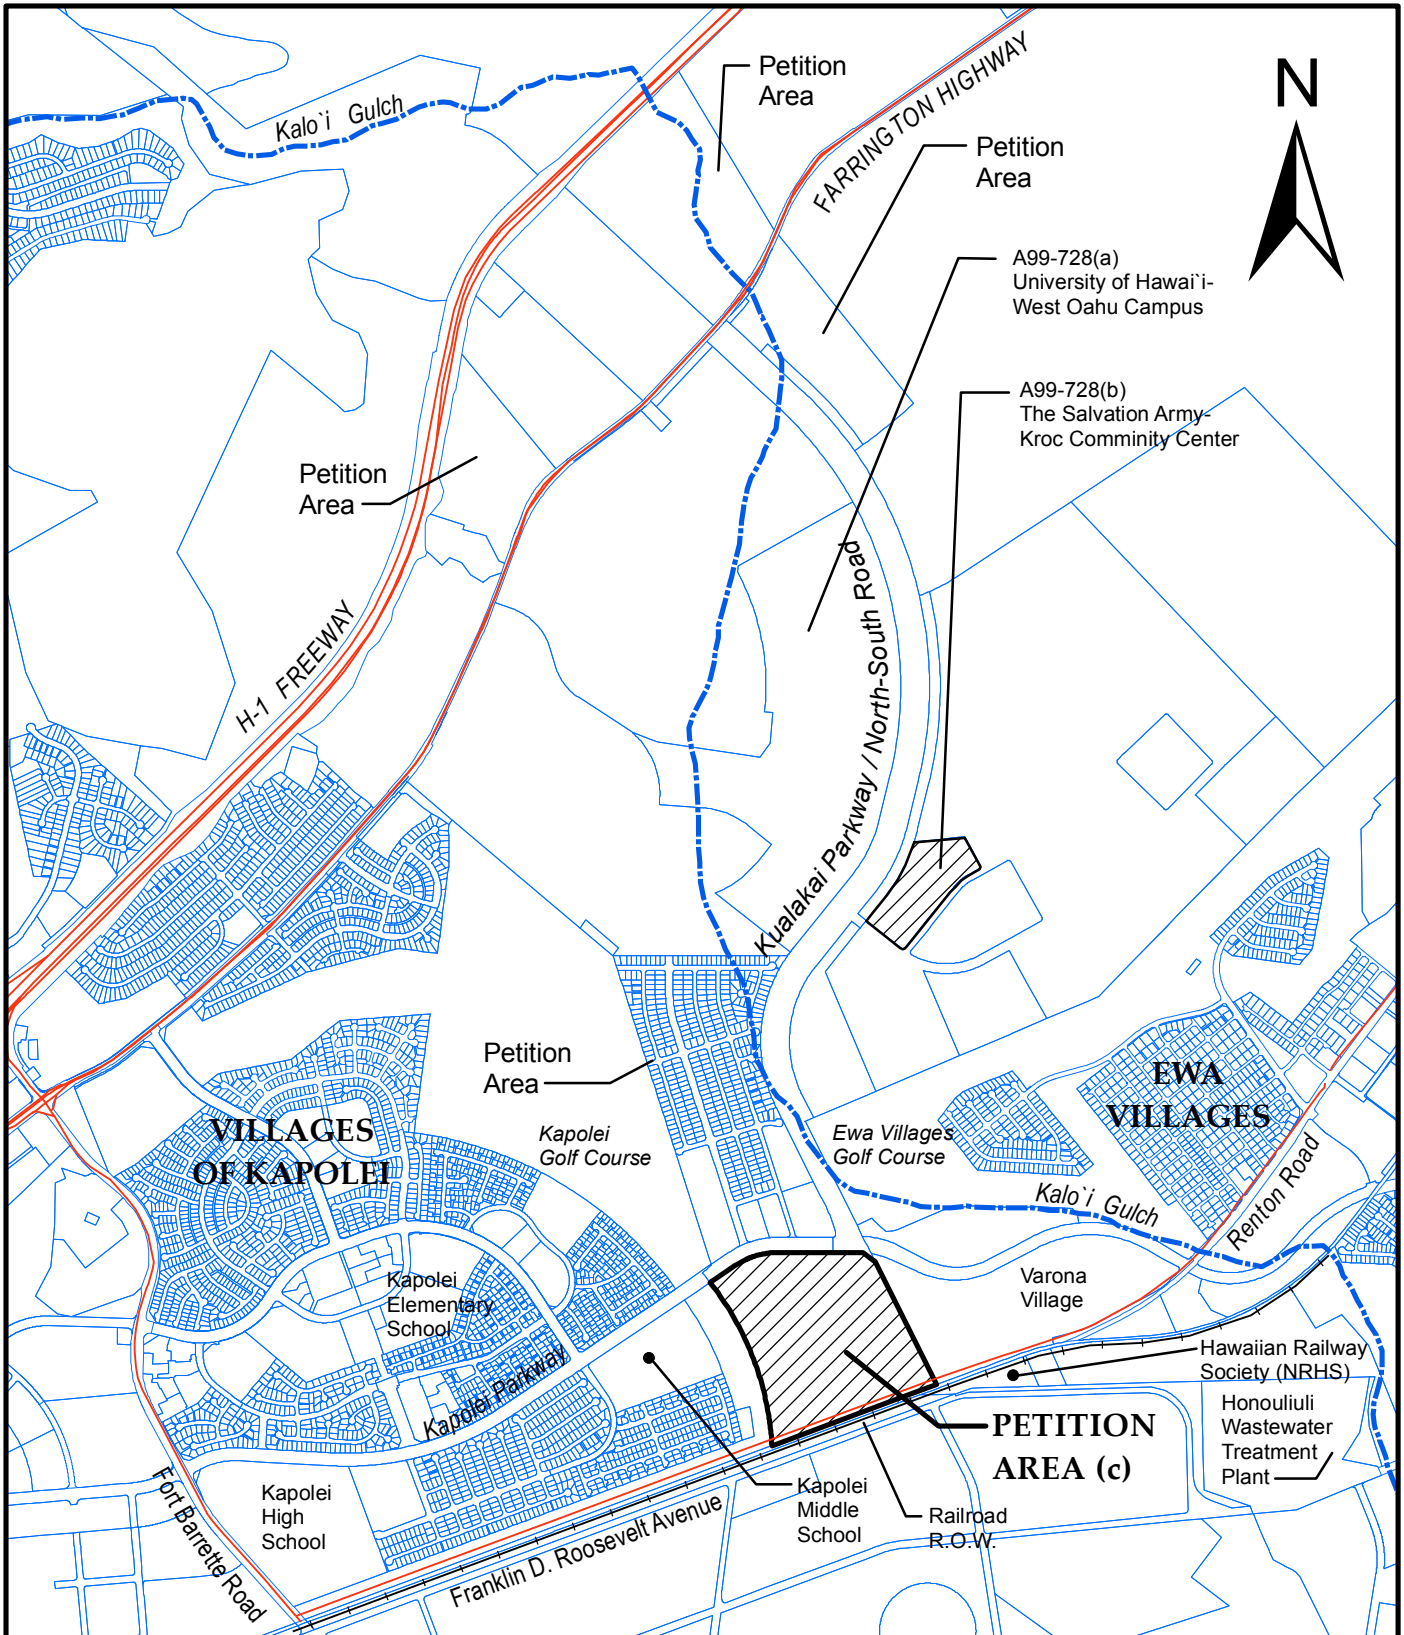 N
Petition
Area
FARRINGTON HIGHWAY
Kalo`i Gulch
Petition
Area
A99-728(a)
University of Hawai`i-
West Oahu Campus
A99-728(b)
The Salvation Army-
Kroc Comminity Center
Petition
Area
H-1 FREEWAY
Kualakai Parkway / North-South Road
Petition
Area
EWA
VILLAGES
VILLAGES
OF KAPOLEI
Kapolei
Golf Course
Ewa Villages
Golf Course
Kalo`i Gulch
Renton Road
Kapolei
Elementary
School
Varona
Village
Hawaiian Railway
Society (NRHS)
Kapolei Parkway
Honouliuli
Wastewater
Treatment
Plant
PETITION
AREA (c)
Kapolei
Middle
School
Railroad
R.O.W.
Kapolei
High
School
Fort Barrette Road
Franklin D. Roosevelt Avenue